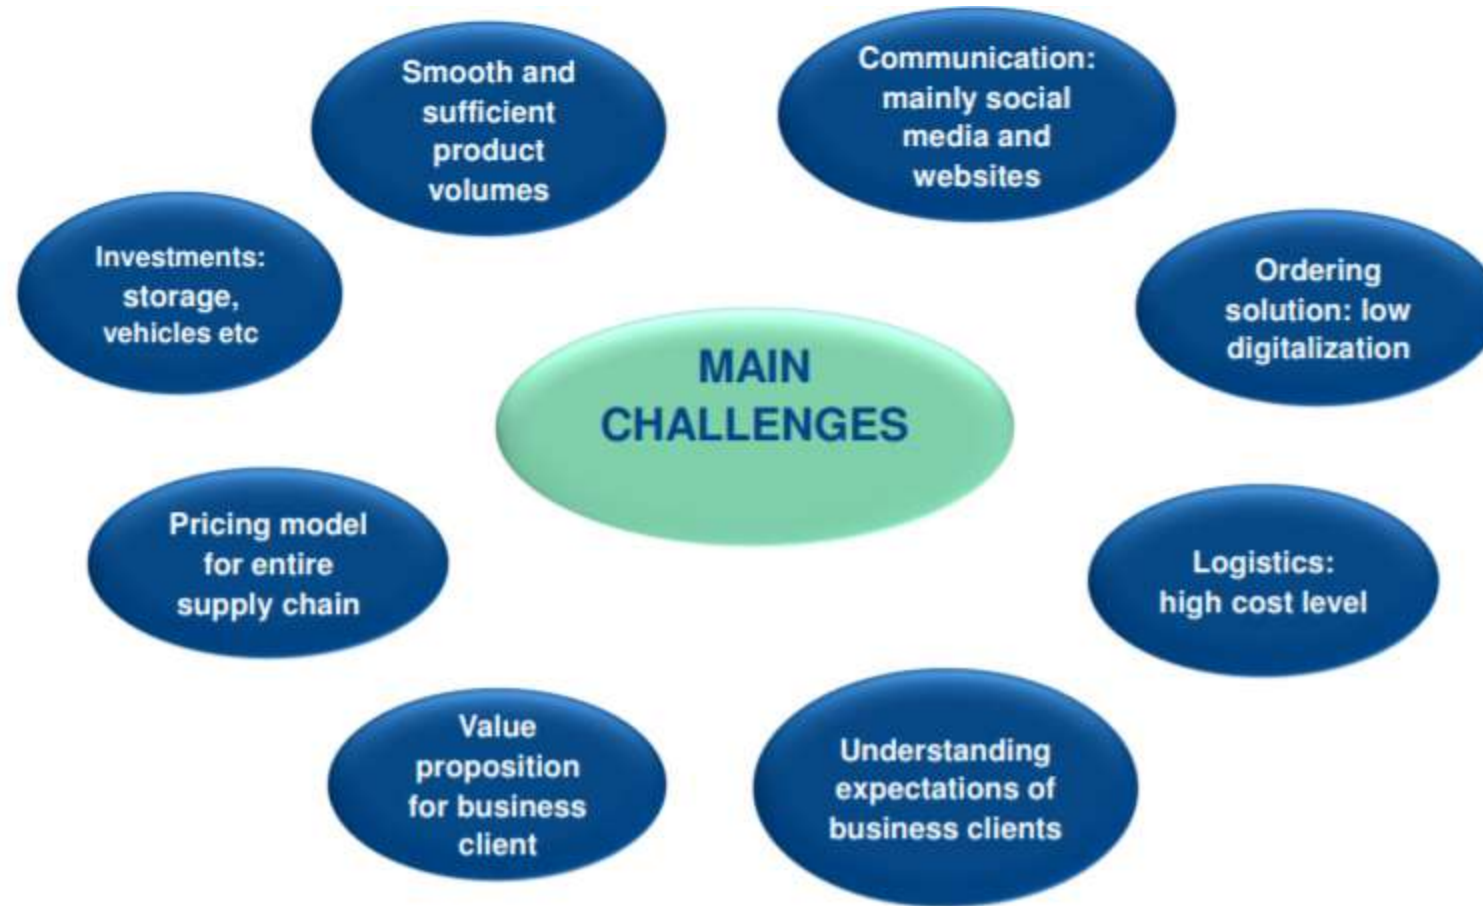 Smooth and
sufficient
product
volumes
Communication:
mainly social
media and
websites
Investments:
storage,
vehicles etc
Ordering
solution: low
digitalization
MAIN
CHALLENGES
Pricing model
for entire
supply chain
Logistics:
high cost level
Value
proposition
for business
client
Understanding
expectations of
business clients